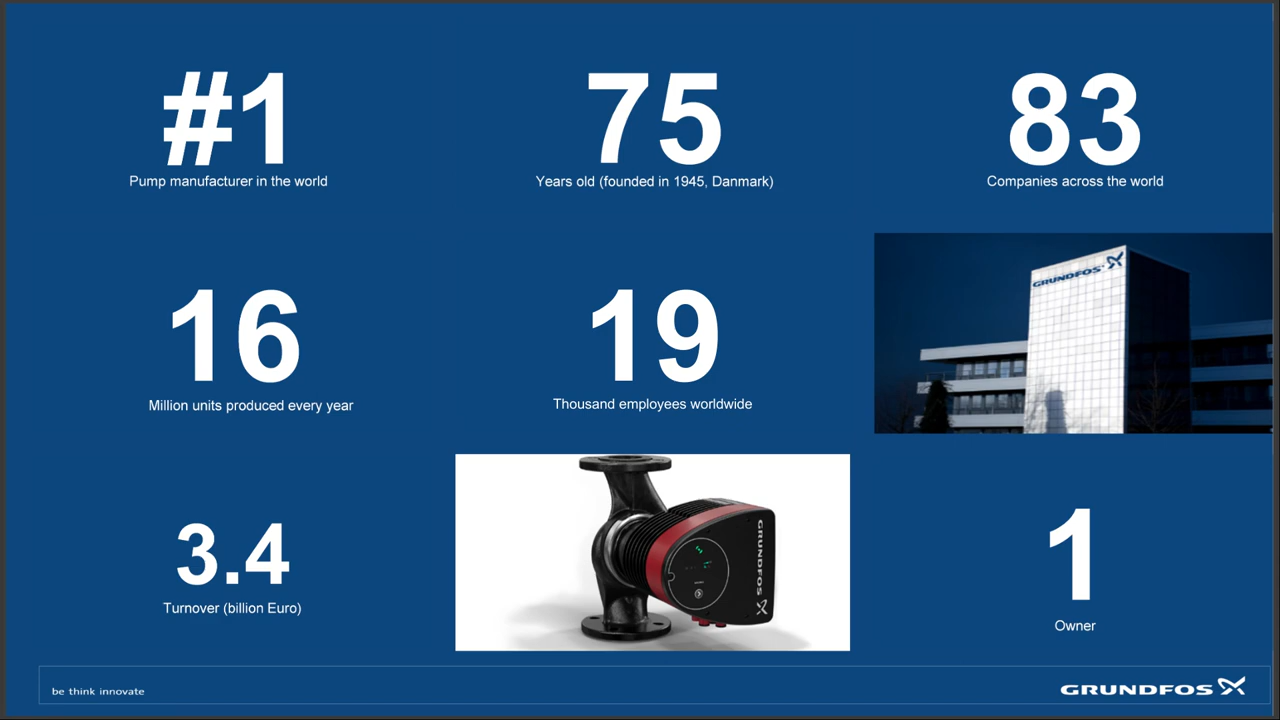 #1
Pump manufacturer in the world
75
Years old (founded in 1945, Danmark)
83
Companies across the world
16
Million units produced every year
19
Thousand employees worldwide
GRUNDFOS
3.4
Turnover (billion Euro)
GRUNDFOS
1
Owner
be think innovate
GRUNDFOS